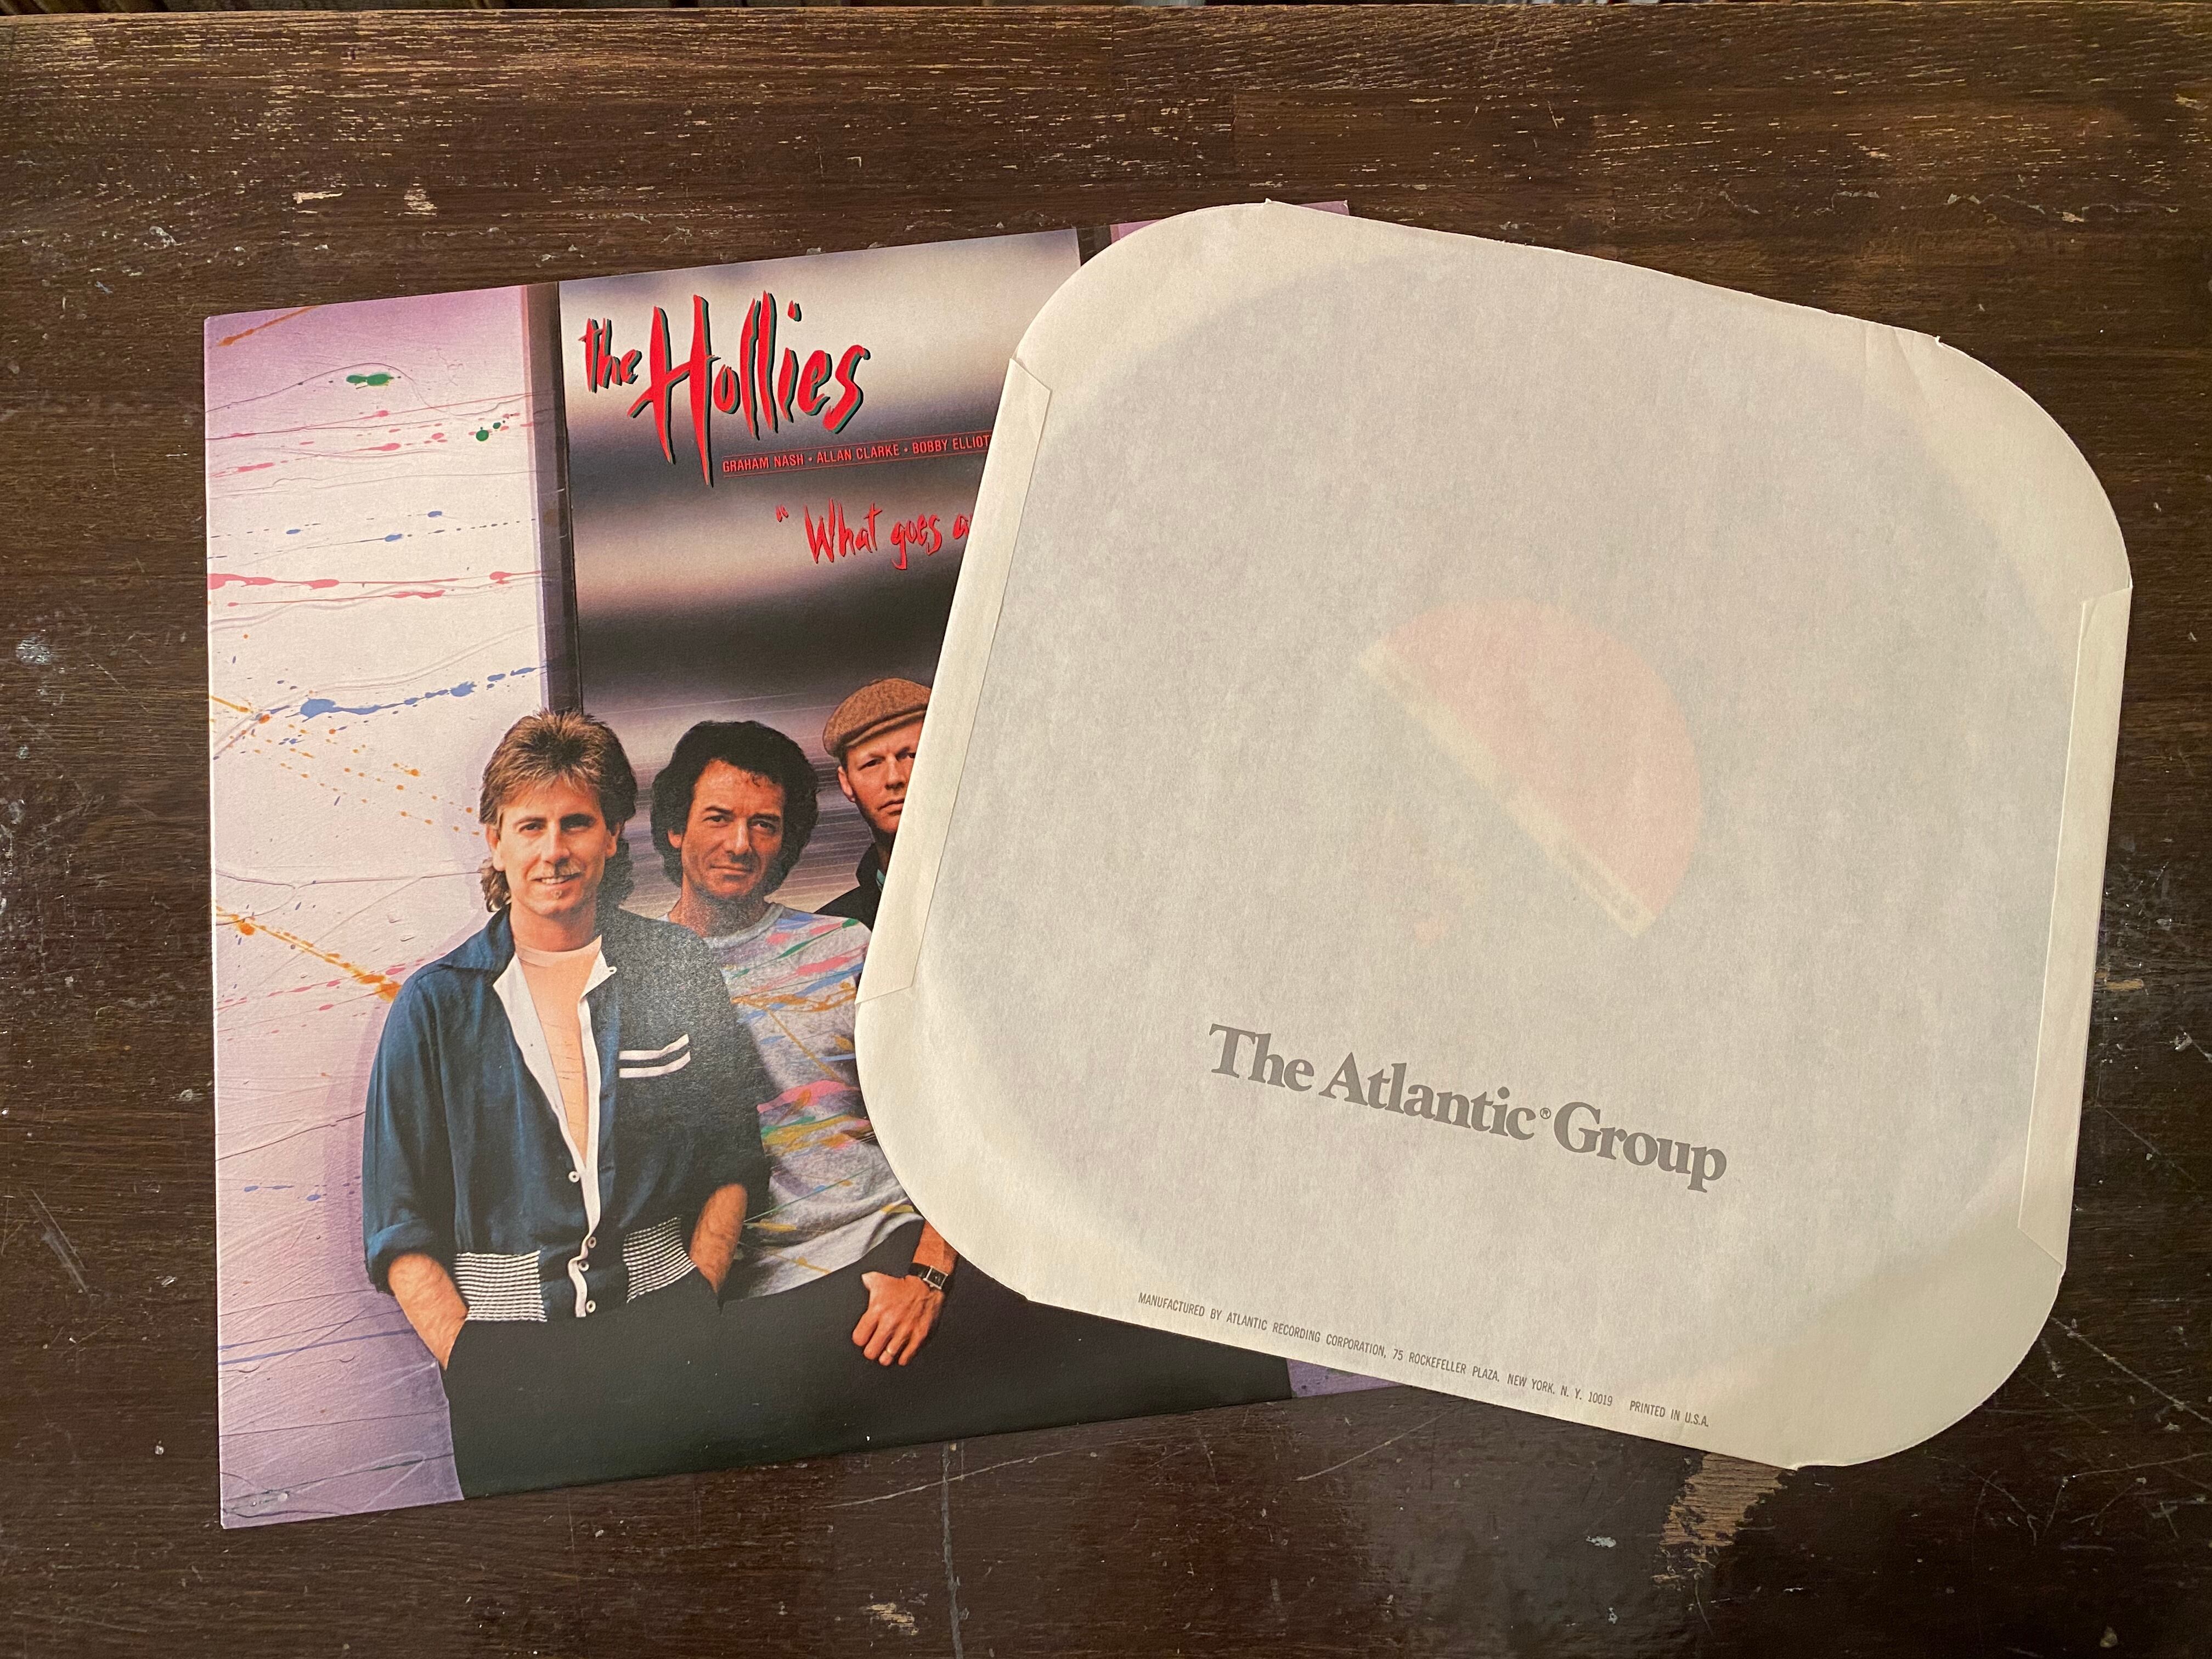 the Hollies
GRAHAM NASH • ALLAN CLARKE • BOBBY ELLIOT
"What goes a
The Atlantic® Group
MANUFACTURED BY ATLANTIC RECORDING CORPORATION, 75 ROCKEFELLER PLAZA, NEW YORK, N. Y. 10019 PRINTED IN U.S.A.